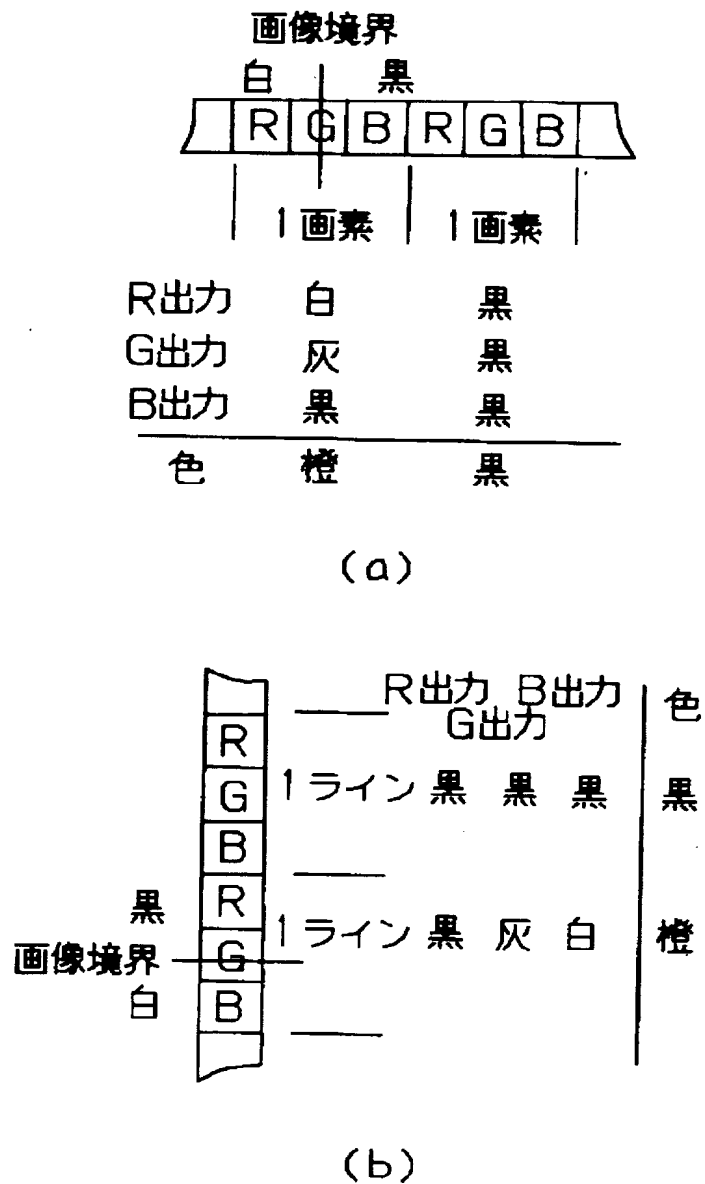 画像境界
白 黒
R G B R G B
1画素 1画素
R出力 白 黒
G出力 灰 黒
B出力 黒 黒
色 橙 黒
(a)
R出力 B出力 色
G出力
R
G 1ライン 黒 黒 黒 黒
B
黒 R
1ライン 黒 灰 白 橙
画像境界 G
白 B
(b)